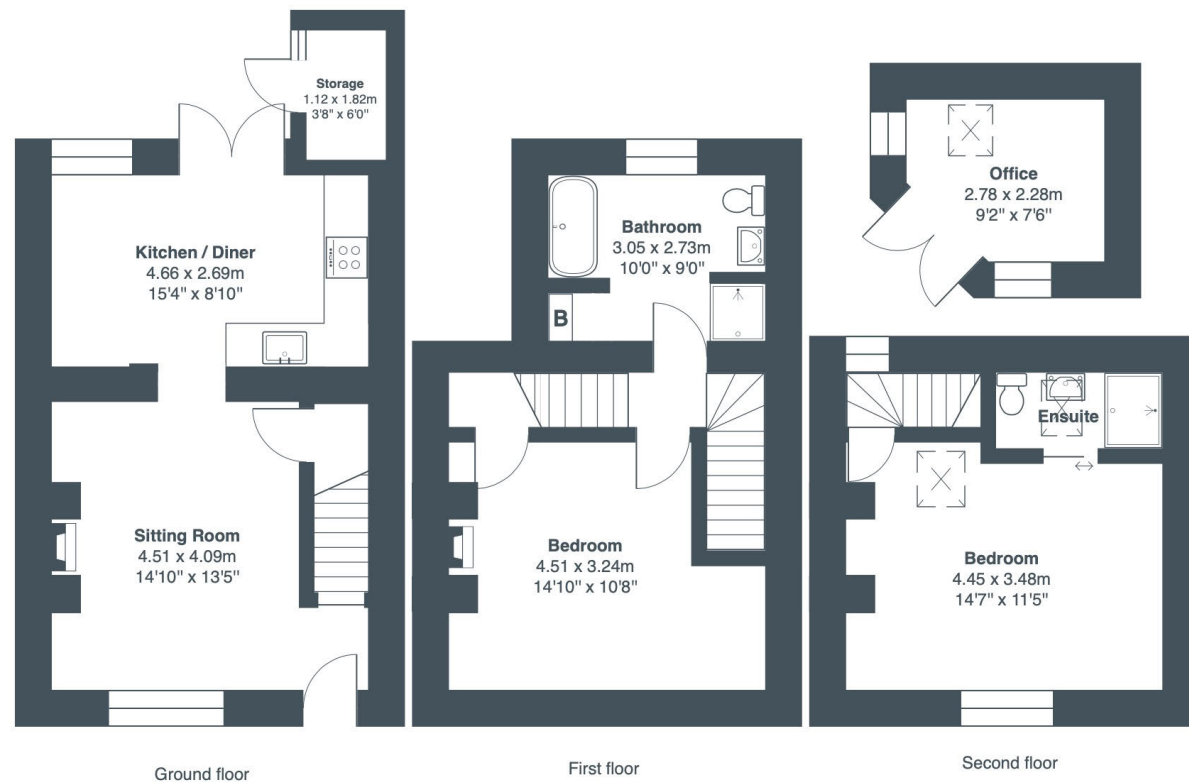 Storage
1.12 x 1.82m
3'8" x 6'0"
Kitchen / Diner
4.66 x 2.69m
15'4" x 8'10"
Sitting Room
4.51 x 4.09m
14'10" x 13'5"
Ground floor
Bathroom
3.05 x 2.73m
10'0" x 9'0"
B
Bedroom
4.51 x 3.24m
14'10" x 10'8"
First floor
Office
2.78 x 2.28m
9'2" x 7'6"
Ensuite
Bedroom
4.45 x 3.48m
14'7" x 11'5"
Second floor